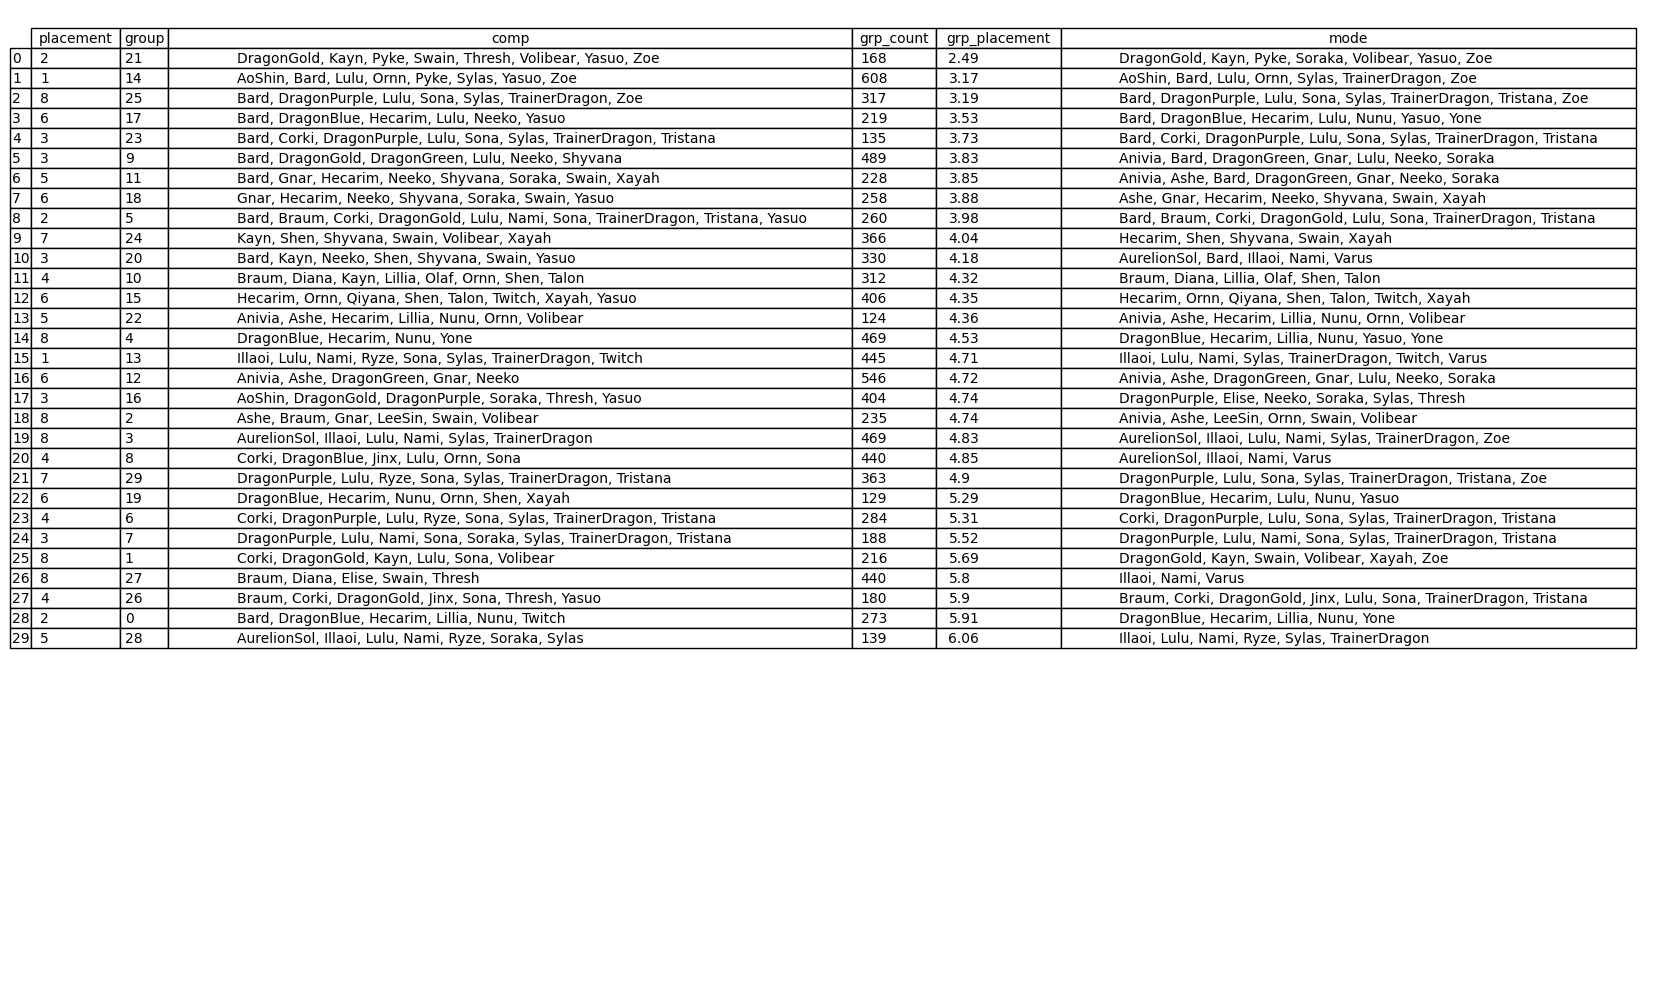 placement group comp grp_count grp_placement mode
0 2 21 DragonGold, Kayn, Pyke, Swain, Thresh, Volibear, Yasuo, Zoe 168 2.49 DragonGold, Kayn, Pyke, Soraka, Volibear, Yasuo, Zoe
1 1 14 AoShin, Bard, Lulu, Ornn, Pyke, Sylas, Yasuo, Zoe 608 3.17 AoShin, Bard, Lulu, Ornn, Sylas, TrainerDragon, Zoe
2 8 25 Bard, DragonPurple, Lulu, Sona, Sylas, TrainerDragon, Zoe 317 3.19 Bard, DragonPurple, Lulu, Sona, Sylas, TrainerDragon, Tristana, Zoe
3 6 17 Bard, DragonBlue, Hecarim, Lulu, Neeko, Yasuo 219 3.53 Bard, DragonBlue, Hecarim, Lulu, Nunu, Yasuo, Yone
4 3 23 Bard, Corki, DragonPurple, Lulu, Sona, Sylas, TrainerDragon, Tristana 135 3.73 Bard, Corki, DragonPurple, Lulu, Sona, Sylas, TrainerDragon, Tristana
5 3 9 Bard, DragonGold, DragonGreen, Lulu, Neeko, Shyvana 489 3.83 Anivia, Bard, DragonGreen, Gnar, Lulu, Neeko, Soraka
6 5 11 Bard, Gnar, Hecarim, Neeko, Shyvana, Soraka, Swain, Xayah 228 3.85 Anivia, Ashe, Bard, DragonGreen, Gnar, Neeko, Soraka
7 6 18 Gnar, Hecarim, Neeko, Shyvana, Soraka, Swain, Yasuo 258 3.88 Ashe, Gnar, Hecarim, Neeko, Shyvana, Swain, Xayah
8 2 5 Bard, Braum, Corki, DragonGold, Lulu, Nami, Sona, TrainerDragon, Tristana, Yasuo 260 3.98 Bard, Braum, Corki, DragonGold, Lulu, Sona, TrainerDragon, Tristana
9 7 24 Kayn, Shen, Shyvana, Swain, Volibear, Xayah 366 4.04 Hecarim, Shen, Shyvana, Swain, Xayah
10 3 20 Bard, Kayn, Neeko, Shen, Shyvana, Swain, Yasuo 330 4.18 AurelionSol, Bard, Illaoi, Nami, Varus
11 4 10 Braum, Diana, Kayn, Lillia, Olaf, Ornn, Shen, Talon 312 4.32 Braum, Diana, Lillia, Olaf, Shen, Talon
12 6 15 Hecarim, Ornn, Qiyana, Shen, Talon, Twitch, Xayah, Yasuo 406 4.35 Hecarim, Ornn, Qiyana, Shen, Talon, Twitch, Xayah
13 5 22 Anivia, Ashe, Hecarim, Lillia, Nunu, Ornn, Volibear 124 4.36 Anivia, Ashe, Hecarim, Lillia, Nunu, Ornn, Volibear
14 8 4 DragonBlue, Hecarim, Nunu, Yone 469 4.53 DragonBlue, Hecarim, Lillia, Nunu, Yasuo, Yone
15 1 13 Illaoi, Lulu, Nami, Ryze, Sona, Sylas, TrainerDragon, Twitch 445 4.71 Illaoi, Lulu, Nami, Sylas, TrainerDragon, Twitch, Varus
16 6 12 Anivia, Ashe, DragonGreen, Gnar, Neeko 546 4.72 Anivia, Ashe, DragonGreen, Gnar, Lulu, Neeko, Soraka
17 3 16 AoShin, DragonGold, DragonPurple, Soraka, Thresh, Yasuo 404 4.74 DragonPurple, Elise, Neeko, Soraka, Sylas, Thresh
18 8 2 Ashe, Braum, Gnar, LeeSin, Swain, Volibear 235 4.74 Anivia, Ashe, LeeSin, Ornn, Swain, Volibear
19 8 3 AurelionSol, Illaoi, Lulu, Nami, Sylas, TrainerDragon 469 4.83 AurelionSol, Illaoi, Lulu, Nami, Sylas, TrainerDragon, Zoe
20 4 8 Corki, DragonBlue, Jinx, Lulu, Ornn, Sona 440 4.85 AurelionSol, Illaoi, Nami, Varus
21 7 29 DragonPurple, Lulu, Ryze, Sona, Sylas, TrainerDragon, Tristana 363 4.9 DragonPurple, Lulu, Sona, Sylas, TrainerDragon, Tristana, Zoe
22 6 19 DragonBlue, Hecarim, Nunu, Ornn, Shen, Xayah 129 5.29 DragonBlue, Hecarim, Lulu, Nunu, Yasuo
23 4 6 Corki, DragonPurple, Lulu, Ryze, Sona, Sylas, TrainerDragon, Tristana 284 5.31 Corki, DragonPurple, Lulu, Sona, Sylas, TrainerDragon, Tristana
24 3 7 DragonPurple, Lulu, Nami, Sona, Soraka, Sylas, TrainerDragon, Tristana 188 5.52 DragonPurple, Lulu, Nami, Sona, Sylas, TrainerDragon, Tristana
25 8 1 Corki, DragonGold, Kayn, Lulu, Sona, Volibear 216 5.69 DragonGold, Kayn, Swain, Volibear, Xayah, Zoe
26 8 27 Braum, Diana, Elise, Swain, Thresh 440 5.8 Illaoi, Nami, Varus
27 4 26 Braum, Corki, DragonGold, Jinx, Sona, Thresh, Yasuo 180 5.9 Braum, Corki, DragonGold, Jinx, Lulu, Sona, TrainerDragon, Tristana
28 2 0 Bard, DragonBlue, Hecarim, Lillia, Nunu, Twitch 273 5.91 DragonBlue, Hecarim, Lillia, Nunu, Yone
29 5 28 AurelionSol, Illaoi, Lulu, Nami, Ryze, Soraka, Sylas 139 6.06 Illaoi, Lulu, Nami, Ryze, Sylas, TrainerDragon